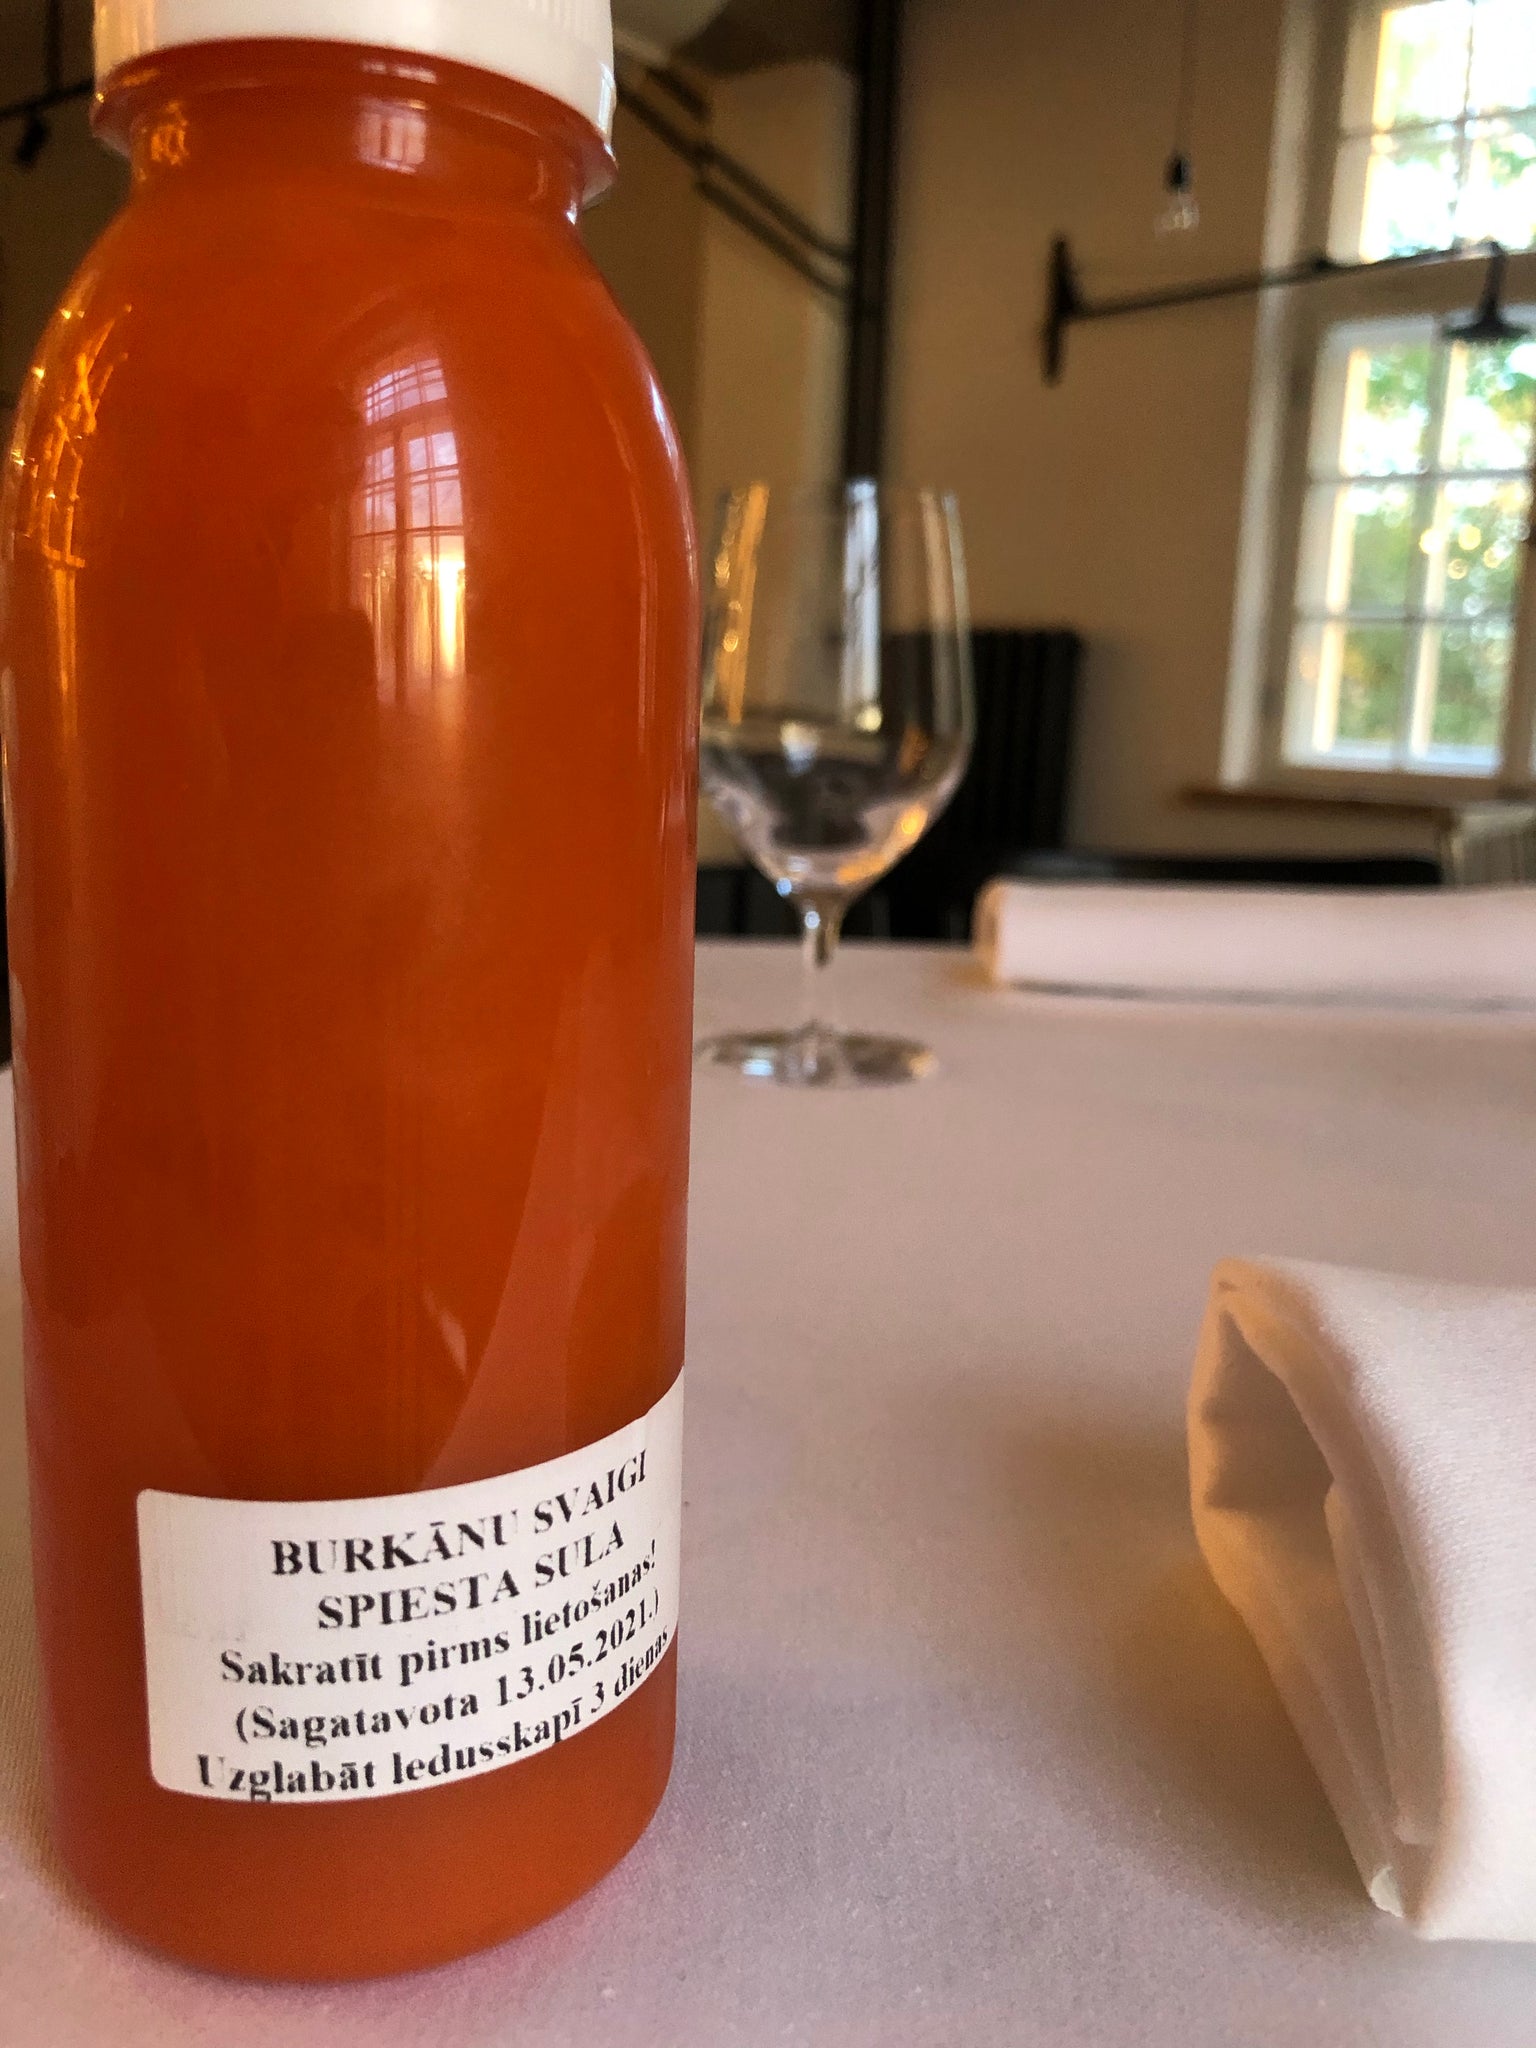 BURKĀNU SVAIGI
SPIESTA SULA
Sakratīt pirms lietošanas!
(Sagatavota 13.05.2021.)
Uzglabāt ledusskapī 3 dienas